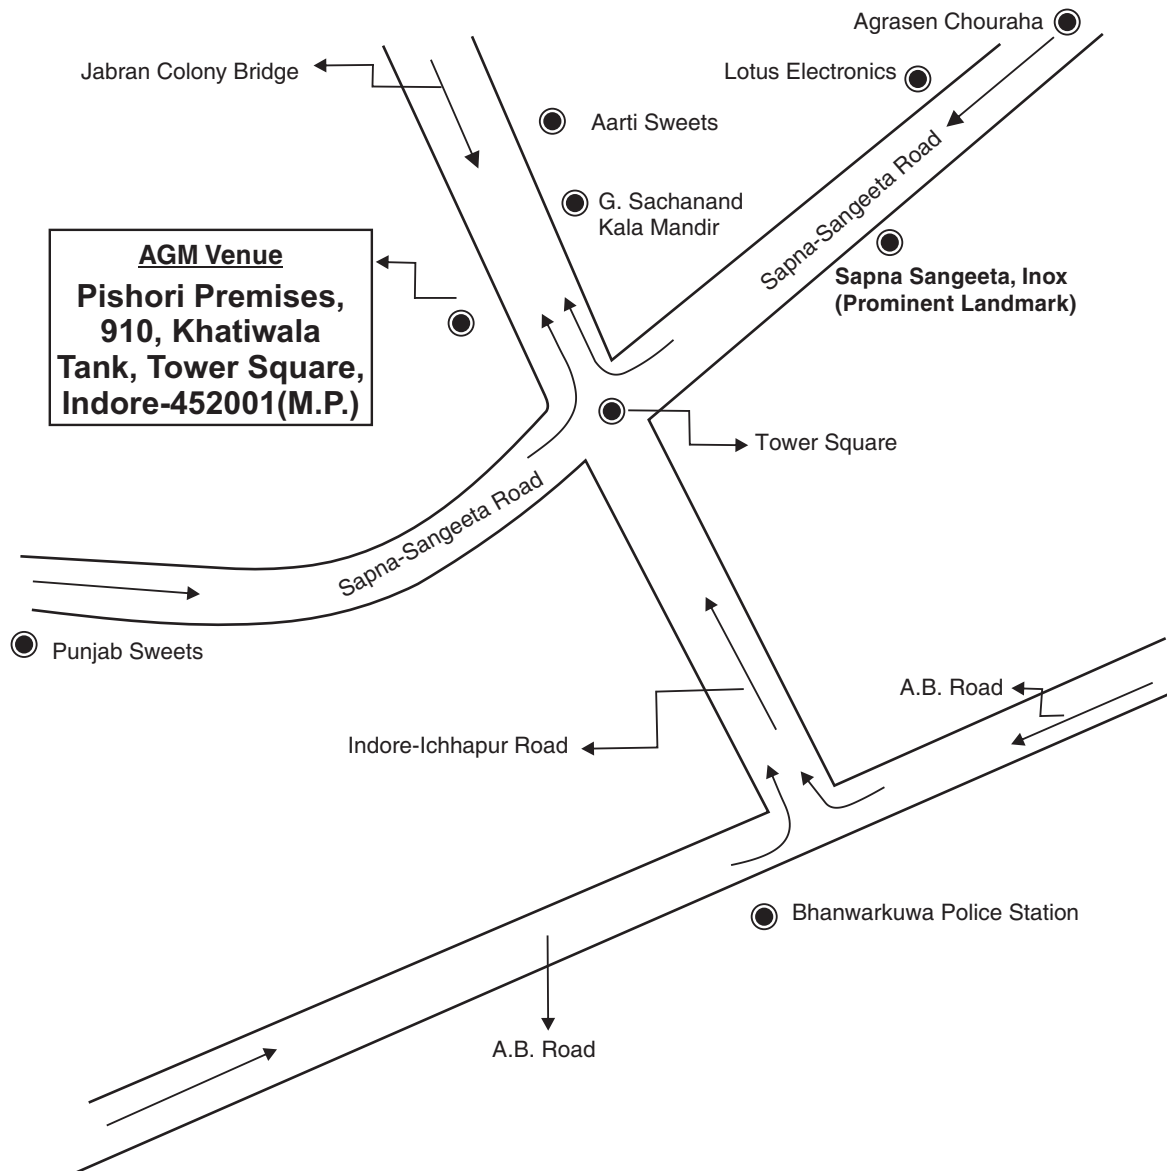 Agrasen Chouraha
Jabran Colony Bridge
Lotus Electronics
Aarti Sweets
Sapna-Sangeeta Road
G. Sachanand
Kala Mandir
AGM Venue
Pishori Premises,
910, Khatiwala
Tank, Tower Square,
Indore-452001(M.P.)
Sapna Sangeeta, Inox
(Prominent Landmark)
Tower Square
Sapna-Sangeeta Road
Punjab Sweets
A.B. Road
Indore-Ichhapur Road
Bhanwarkuwa Police Station
A.B. Road